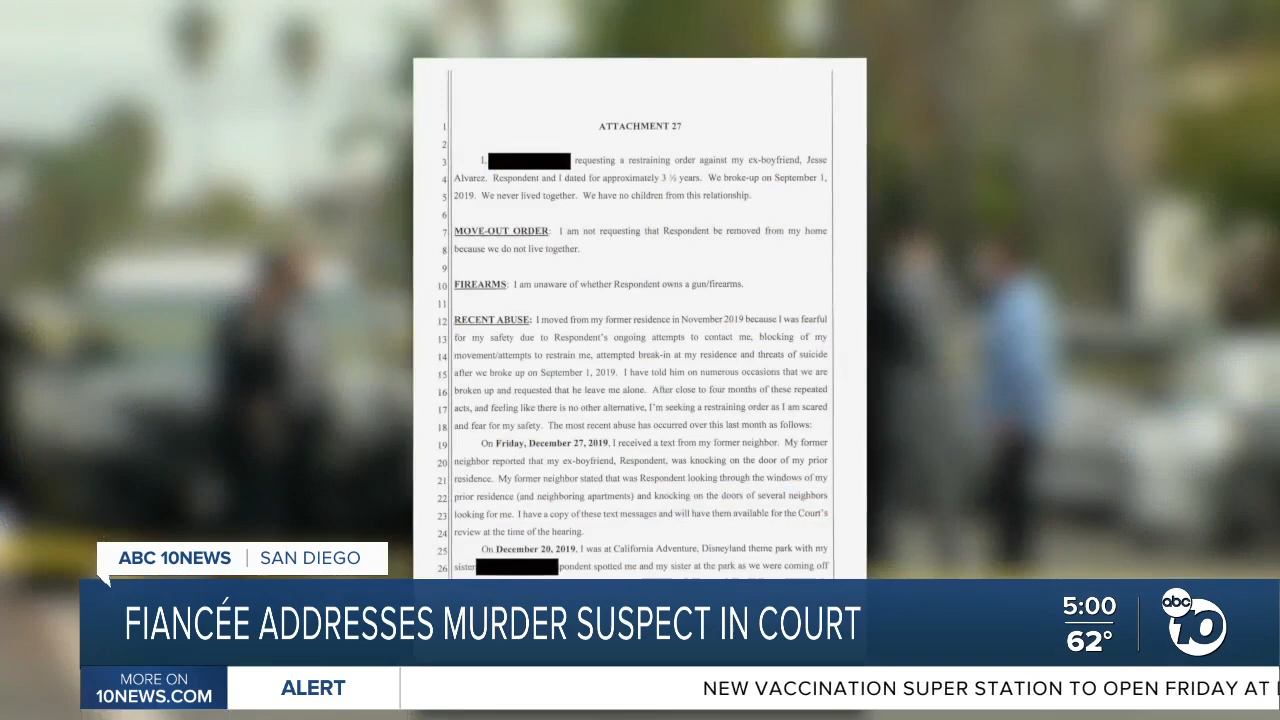 ATTACHMENT 27
1
2
3 I, requesting a restraining order against my ex-boyfriend, Jesse
4 Alvarez. Respondent and I dated for approximately 3 ½ years. We broke-up on September 1,
5 2019. We never lived together. We have no children from this relationship.
6
7 MOVE-OUT ORDER: I am not requesting that Respondent be removed from my home
8 because we do not live together.
9
10 FIREARMS: I am unaware of whether Respondent owns a gun/firearms.
11
12 RECENT ABUSE: I moved from my former residence in November 2019 because I was fearful
13 for my safety due to Respondent's ongoing attempts to contact me, blocking of my
14 movement/attempts to restrain me, attempted break-in at my residence and threats of suicide
15 after we broke up on September 1, 2019. I have told him on numerous occasions that we are
16 broken up and requested that he leave me alone. After close to four months of these repeated
17 acts, and feeling like there is no other alternative, I'm seeking a restraining order as I am scared
18 and fear for my safety. The most recent abuse has occurred over this last month as follows:
19 On Friday, December 27, 2019, I received a text from my former neighbor. My former
20 neighbor reported that my ex-boyfriend, Respondent, was knocking on the door of my prior
21 residence. My former neighbor stated that was Respondent looking through the windows of my
22 prior residence (and neighboring apartments) and knocking on the doors of several neighbors
23 looking for me. I have a copy of these text messages and will have them available for the Court's
24 review at the time of the hearing.
25 On December 20, 2019, I was at California Adventure, Disneyland theme park with my
26 sister pondent spotted me and my sister at the park as we were coming off
ABC 10NEWS | SAN DIEGO
FIANCÉE ADDRESSES MURDER SUSPECT IN COURT
5:00
62°
abc 10
MORE ON
10NEWS.COM
ALERT
NEW VACCINATION SUPER STATION TO OPEN FRIDAY AT